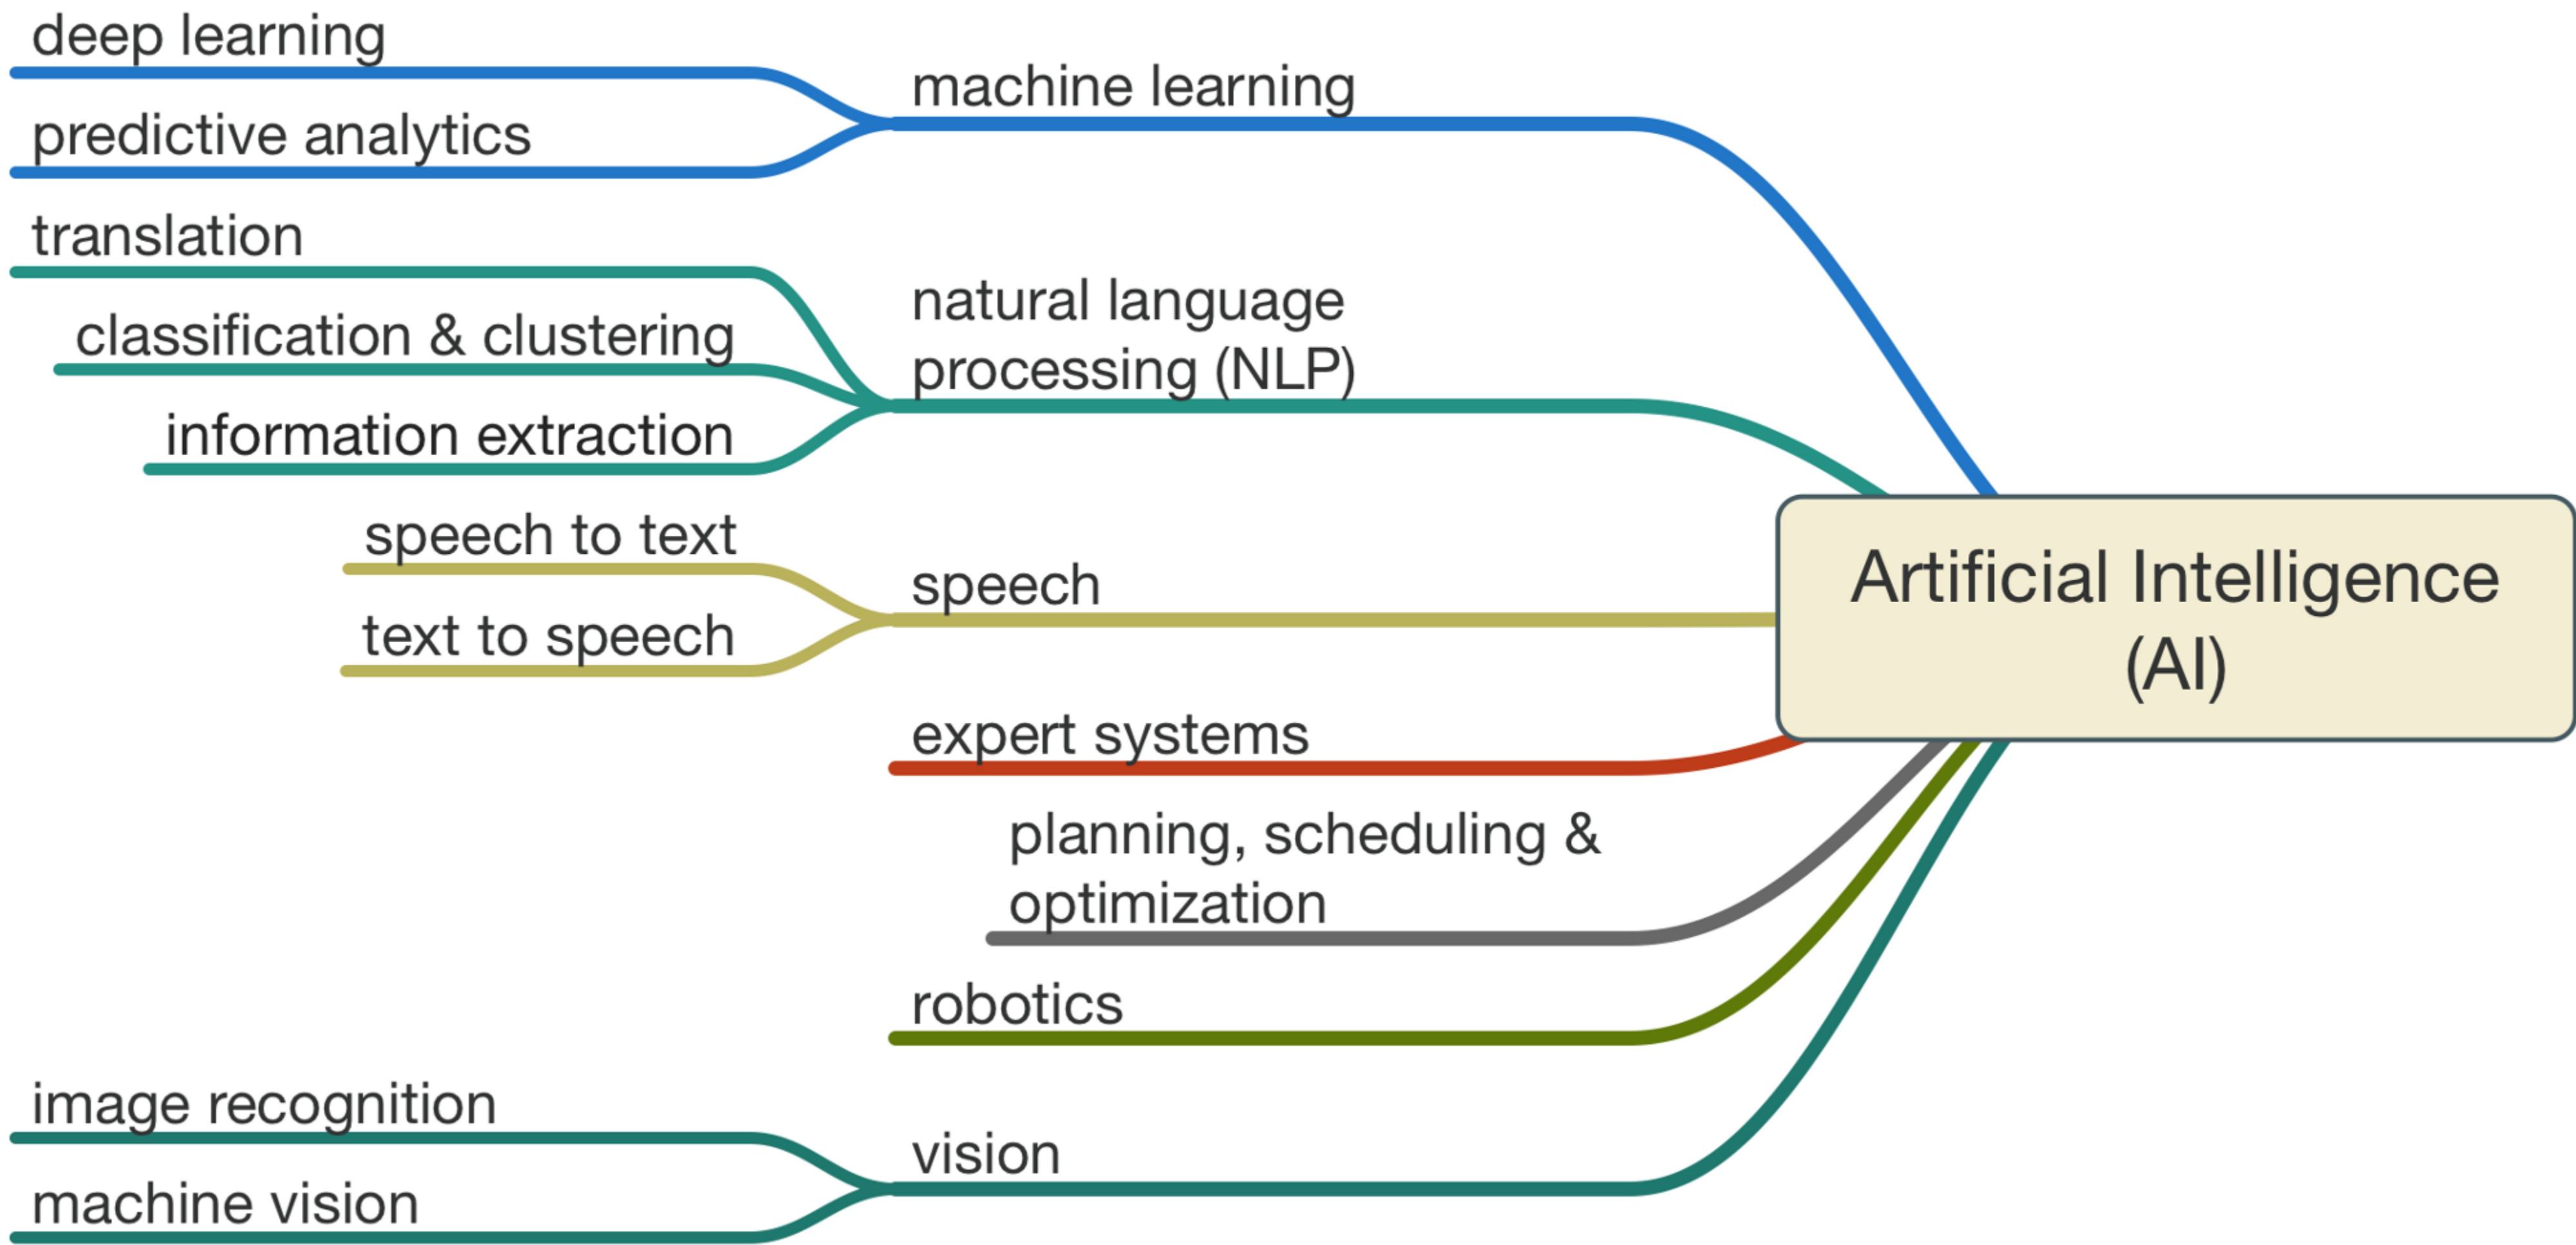 deep learning
machine learning
predictive analytics
translation
natural language
processing (NLP)
classification & clustering
information extraction
speech to text
speech
text to speech
Artificial Intelligence
(AI)
expert systems
planning, scheduling &
optimization
robotics
image recognition
vision
machine vision